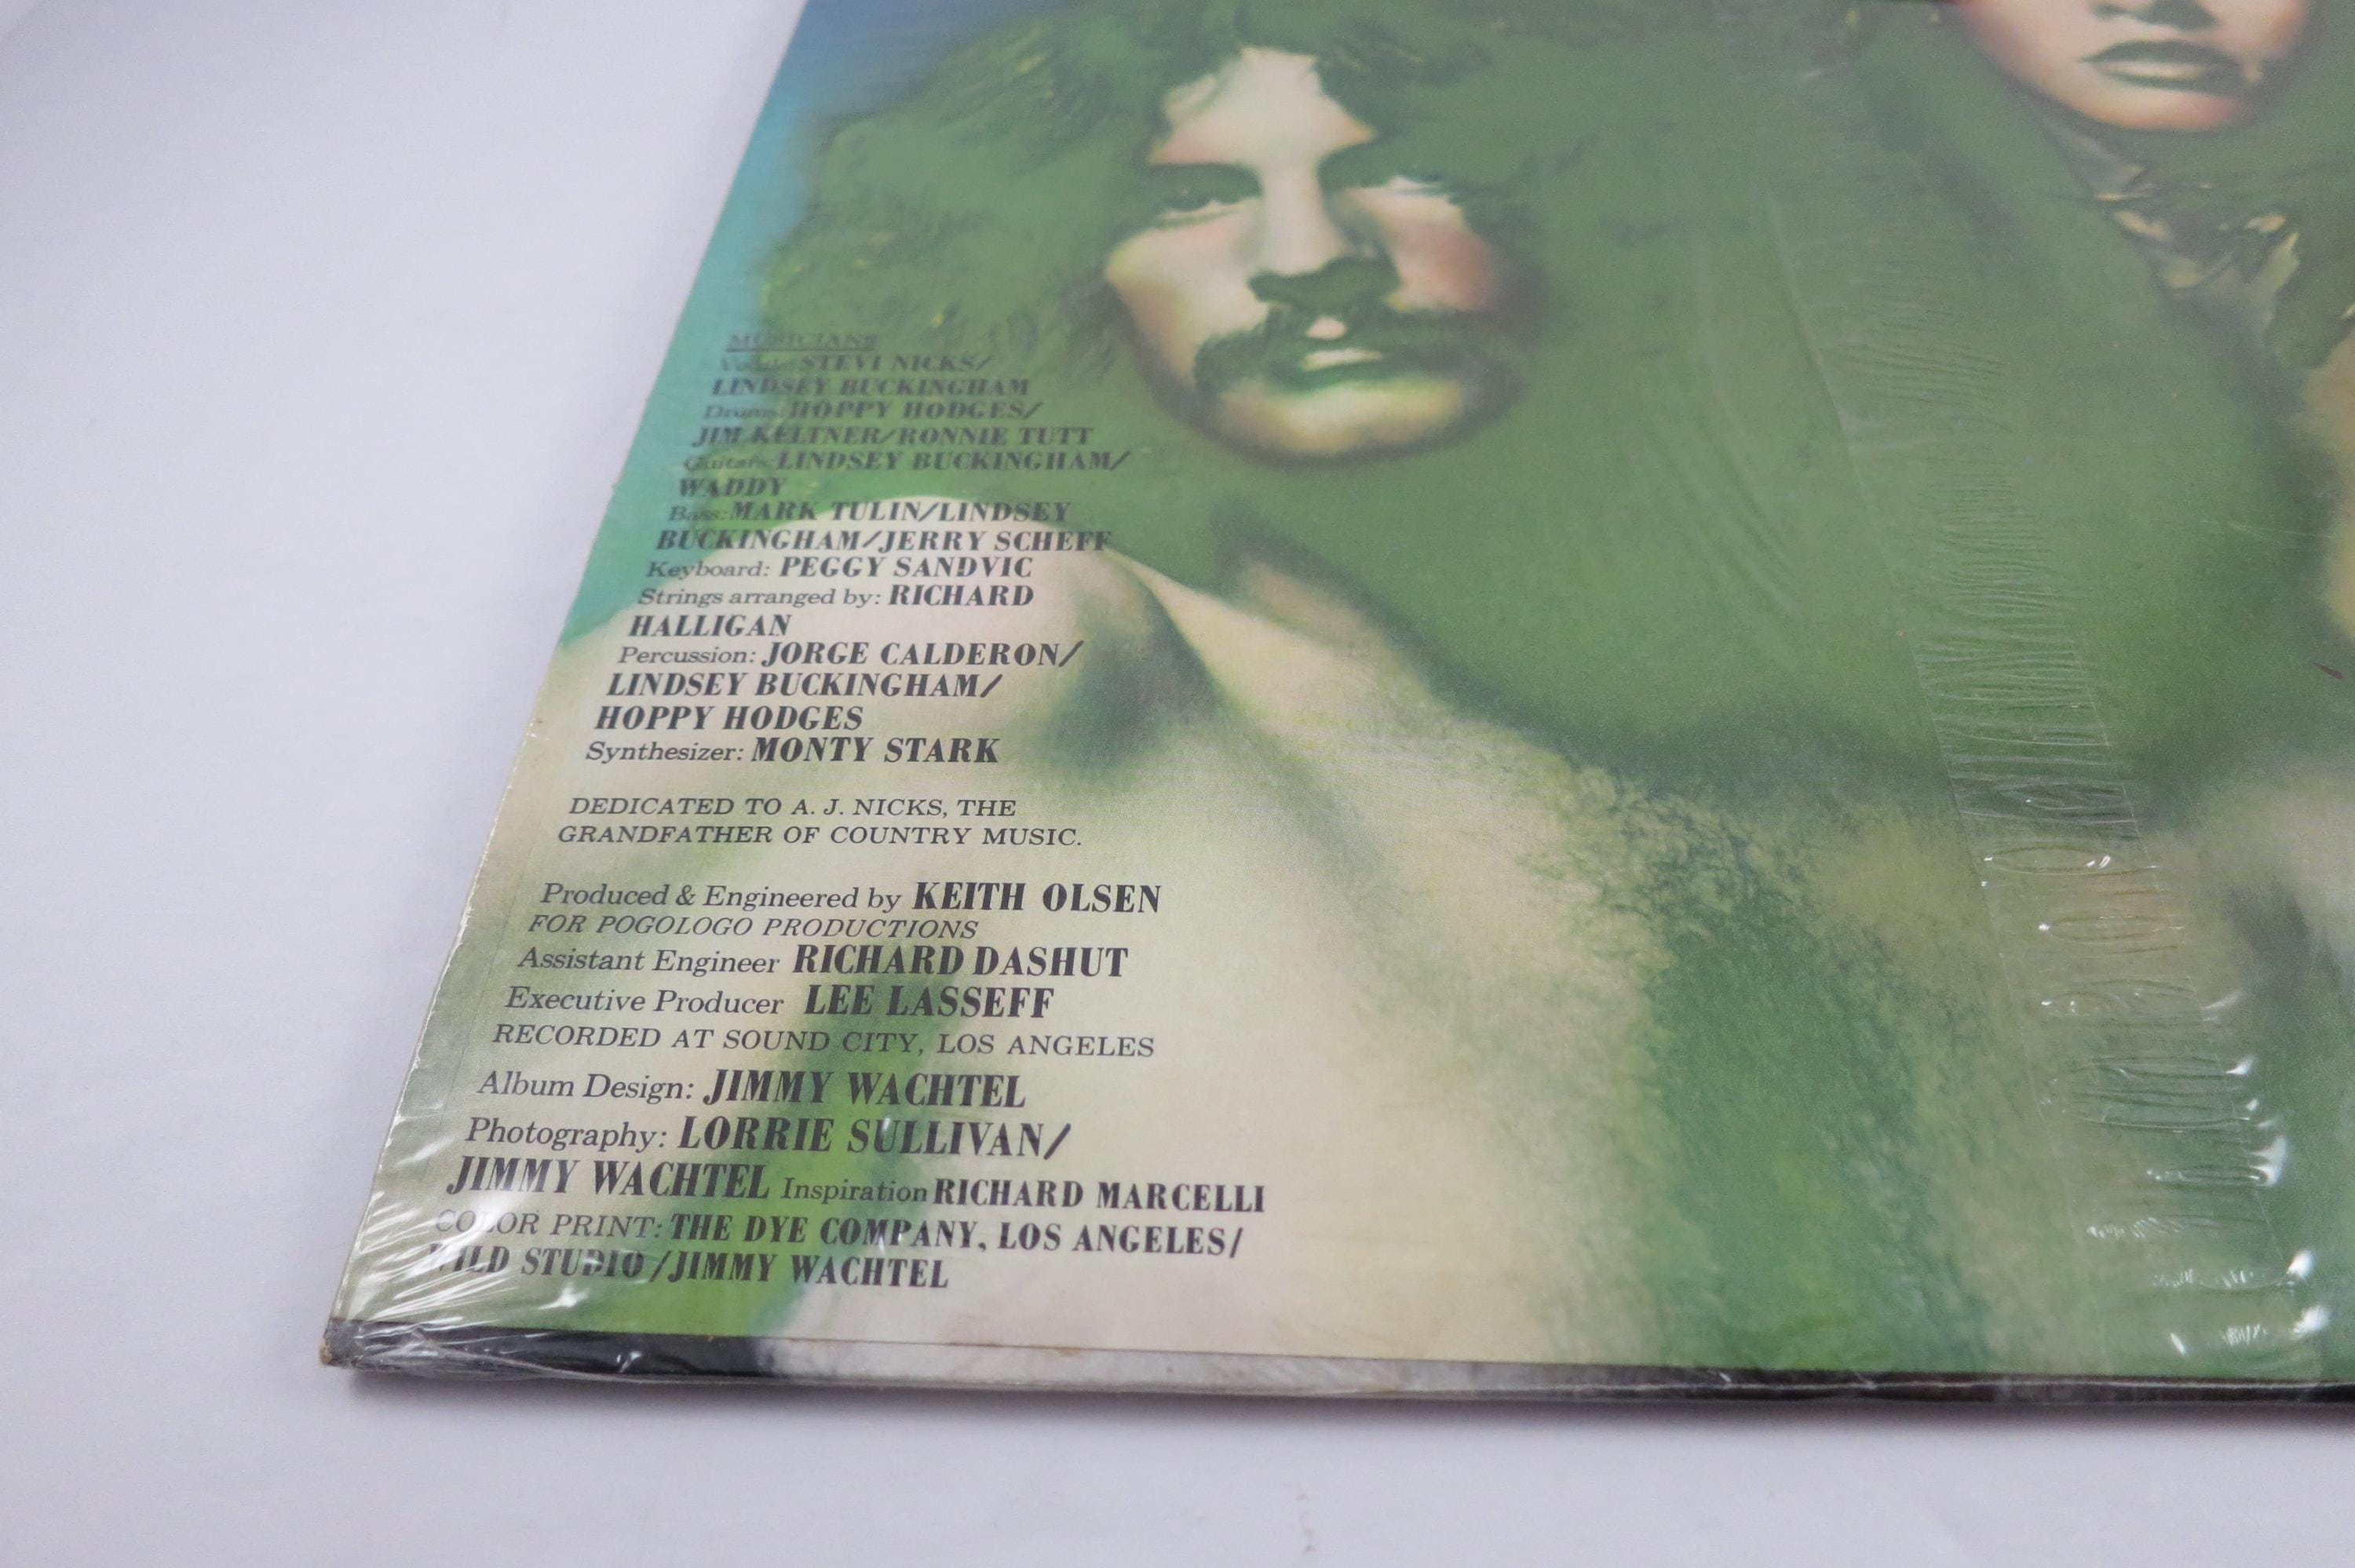 MUSICIANS
Vocals: STEVI NICKS/
LINDSEY BUCKINGHAM
Drums: HOPPY HODGES/
JIM KELTNER/RONNIE TUTT
Guitars: LINDSEY BUCKINGHAM/
WADDY
Bass: MARK TULIN/LINDSEY
BUCKINGHAM/JERRY SCHEFF
Keyboard: PEGGY SANDVIC
Strings arranged by: RICHARD
HALLIGAN
Percussion: JORGE CALDERON/
LINDSEY BUCKINGHAM/
HOPPY HODGES
Synthesizer: MONTY STARK
DEDICATED TO A. J. NICKS, THE
GRANDFATHER OF COUNTRY MUSIC.
Produced & Engineered by KEITH OLSEN
FOR POGOLOGO PRODUCTIONS
Assistant Engineer RICHARD DASHUT
Executive Producer LEE LASSEFF
RECORDED AT SOUND CITY, LOS ANGELES
Album Design: JIMMY WACHTEL
Photography: LORRIE SULLIVAN/
JIMMY WACHTEL Inspiration RICHARD MARCELLI
COLOR PRINT: THE DYE COMPANY, LOS ANGELES/
WILD STUDIO/JIMMY WACHTEL